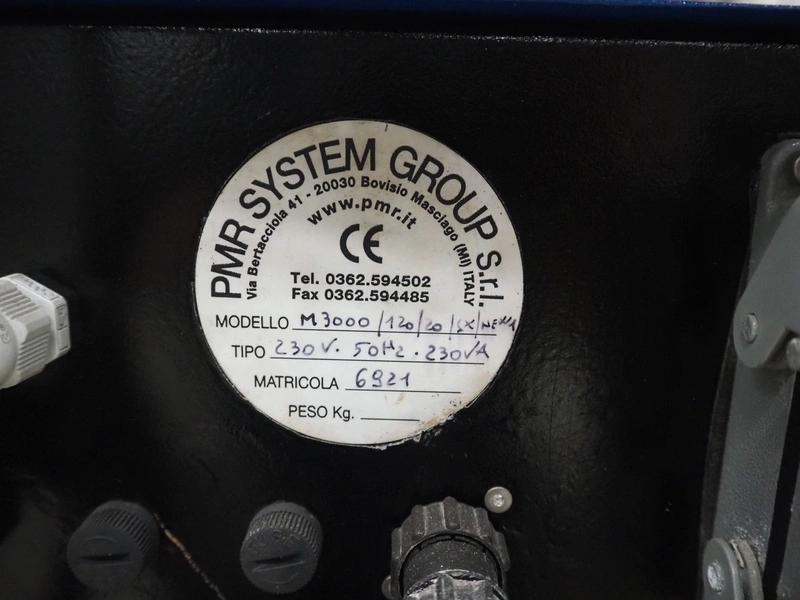 PMR SYSTEM GROUP S.r.l.
Via Bertacciola 41 - 20030 Bovisio Masciago (MI) ITALY
www.pmr.it
CE
Tel. 0362.594502
Fax 0362.594485
MODELLO M3000/120/20/SX/
TIPO 230V. 50Hz. 230VA
MATRICOLA 6921
PESO Kg.